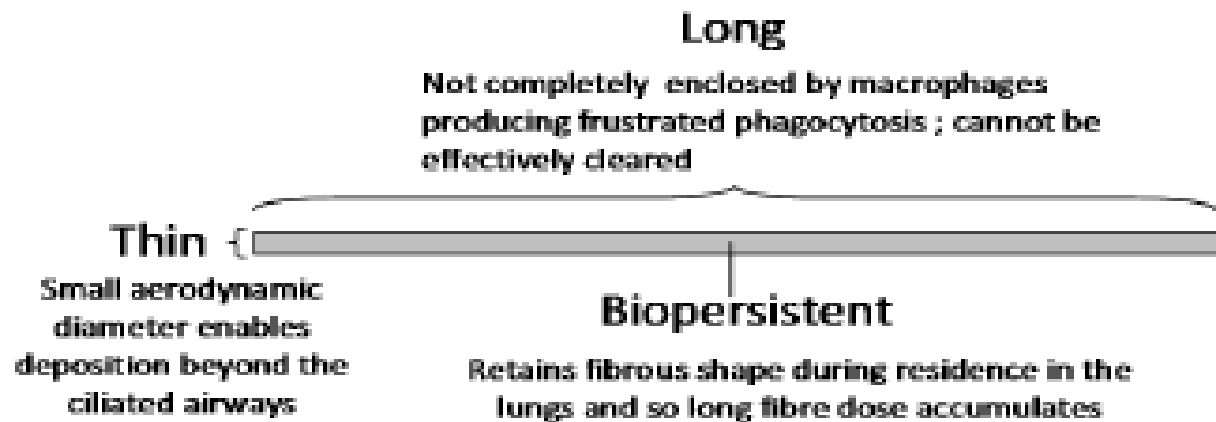 Long
Not completely enclosed by macrophages
producing frustrated phagocytosis ; cannot be
effectively cleared
Thin
Small aerodynamic
diameter enables
deposition beyond the
ciliated airways
Biopersistent
Retains fibrous shape during residence in the
lungs and so long fibre dose accumulates